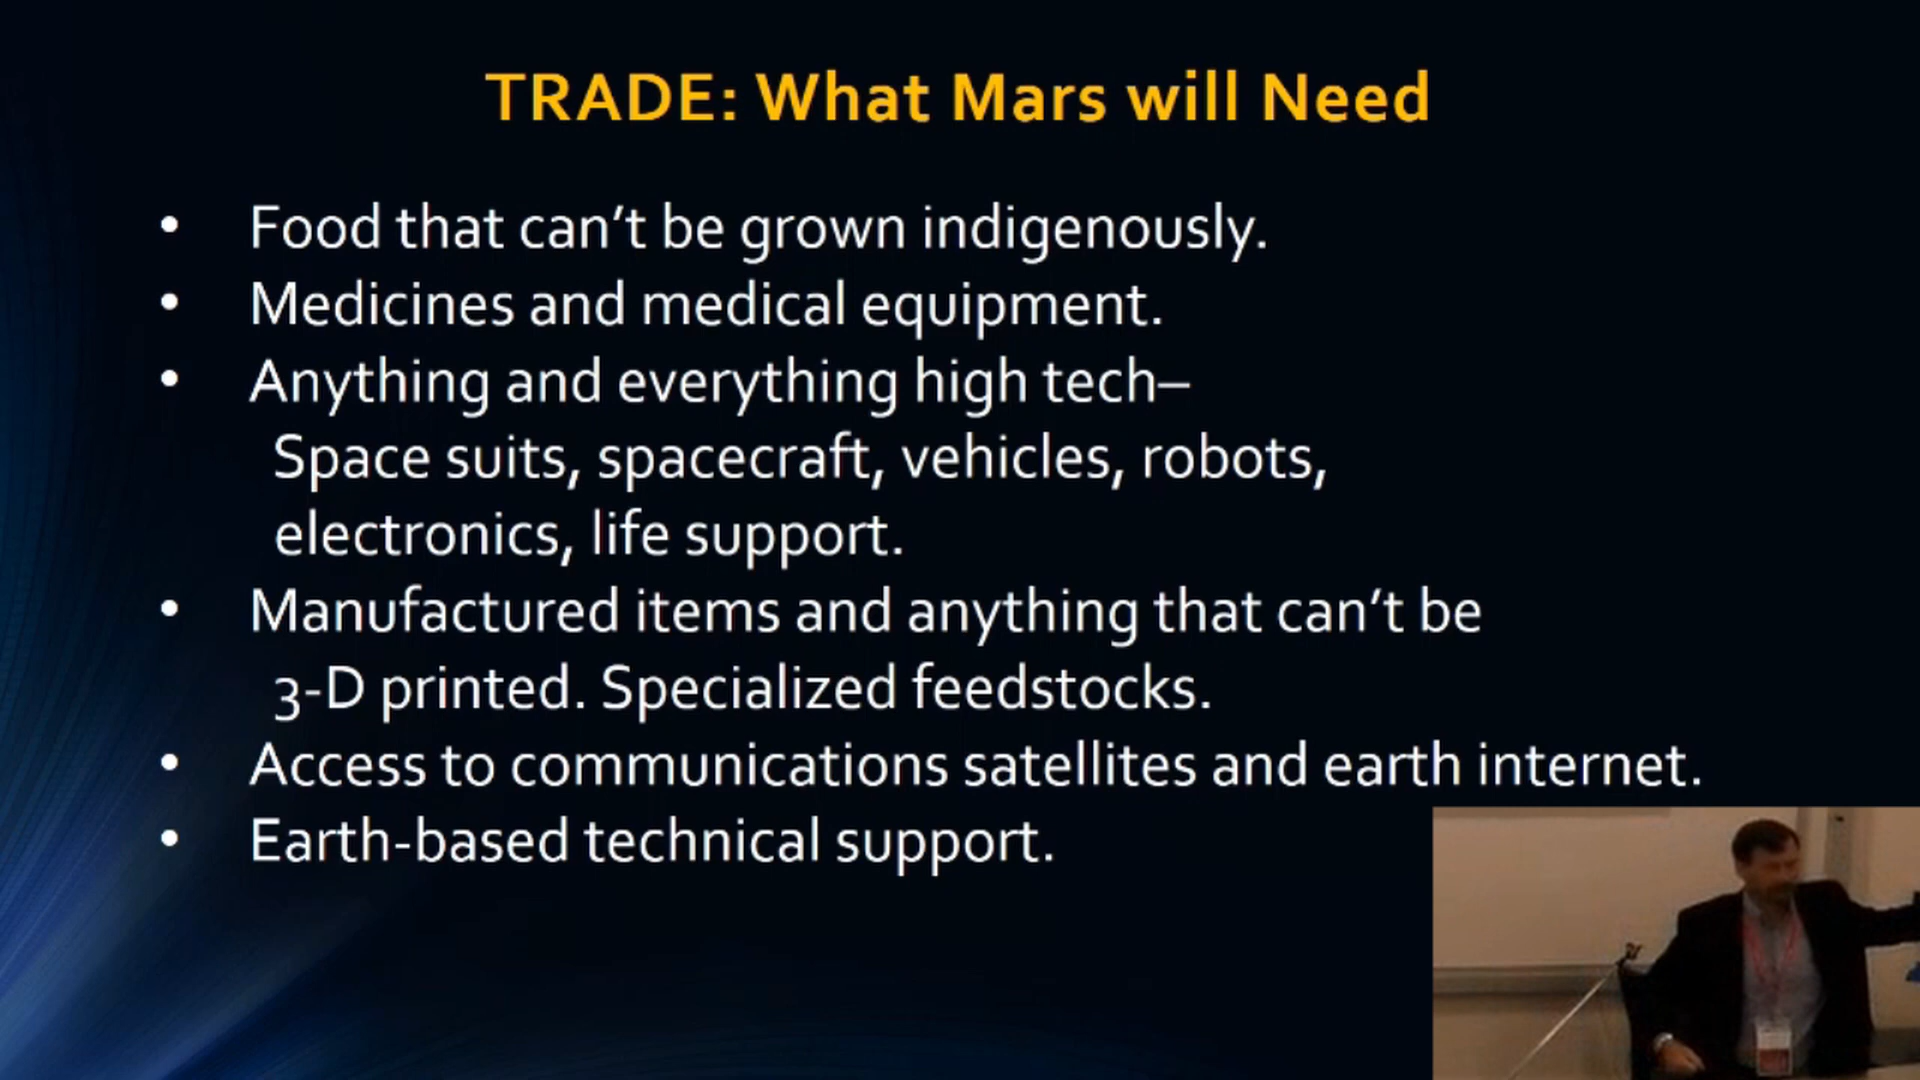 TRADE: What Mars will Need
• Food that can't be grown indigenously.
• Medicines and medical equipment.
• Anything and everything high tech–
Space suits, spacecraft, vehicles, robots,
electronics, life support.
• Manufactured items and anything that can't be
3-D printed. Specialized feedstocks.
• Access to communications satellites and earth internet.
• Earth-based technical support.